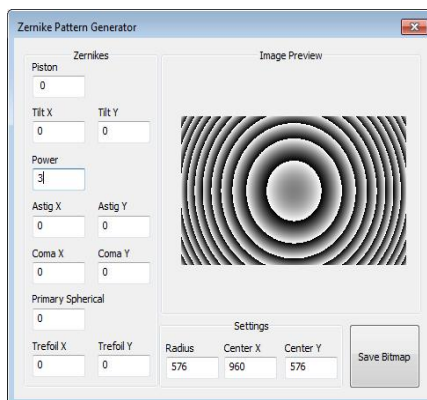 Zernike Pattern Generator
Zernikes
Piston
0
Tilt X Tilt Y
0 0
Power
3
Astig X Astig Y
0 0
Coma X Coma Y
0 0
Primary Spherical
0
Trefoil X Trefoil Y
0 0
Image Preview
Settings
Radius Center X Center Y
576 960 576
Save Bitmap